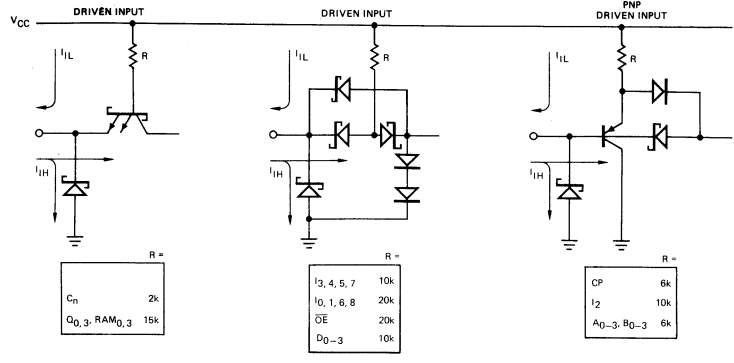 DRIVEN INPUT
DRIVEN INPUT
PNP
DRIVEN INPUT
VCC
R
R
R
IIL
IIL
IIL
IIH
IIH
IIH
R =
Cn 2k
Q0, 3, RAM0, 3 15k
R =
I3, 4, 5, 7 10k
I0, 1, 6, 8 20k
OE 20k
D0–3 10k
R =
CP 6k
I2 10k
A0–3, B0–3 6k